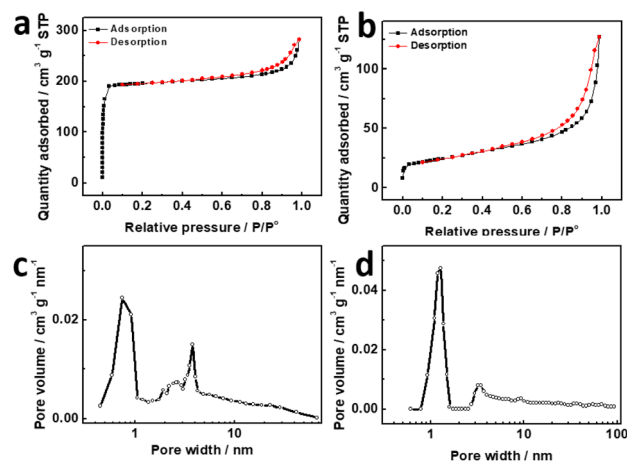 a
Adsorption
Desorption
Quantity adsorbed / cm³ g⁻¹ STP
300
200
100
0
0.0 0.2 0.4 0.6 0.8 1.0
Relative pressure / P/P°
b
Adsorption
Desorption
Quantity adsorbed / cm³ g⁻¹ STP
100
50
0
0.0 0.2 0.4 0.6 0.8 1.0
Relative pressure / P/P°
c
Pore volume / cm³ g⁻¹ nm⁻¹
0.02
0.00
1 10
Pore width / nm
d
Pore volume / cm³ g⁻¹ nm⁻¹
0.04
0.02
0.00
1 10 100
Pore width / nm